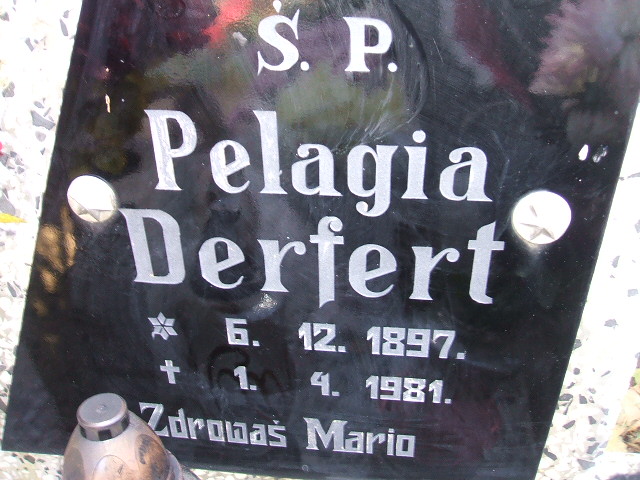 Ś. P.
Pelagia
Derfert
* 6. 12. 1897.
✝ 1. 4. 1981.
Zdrowaś Mario